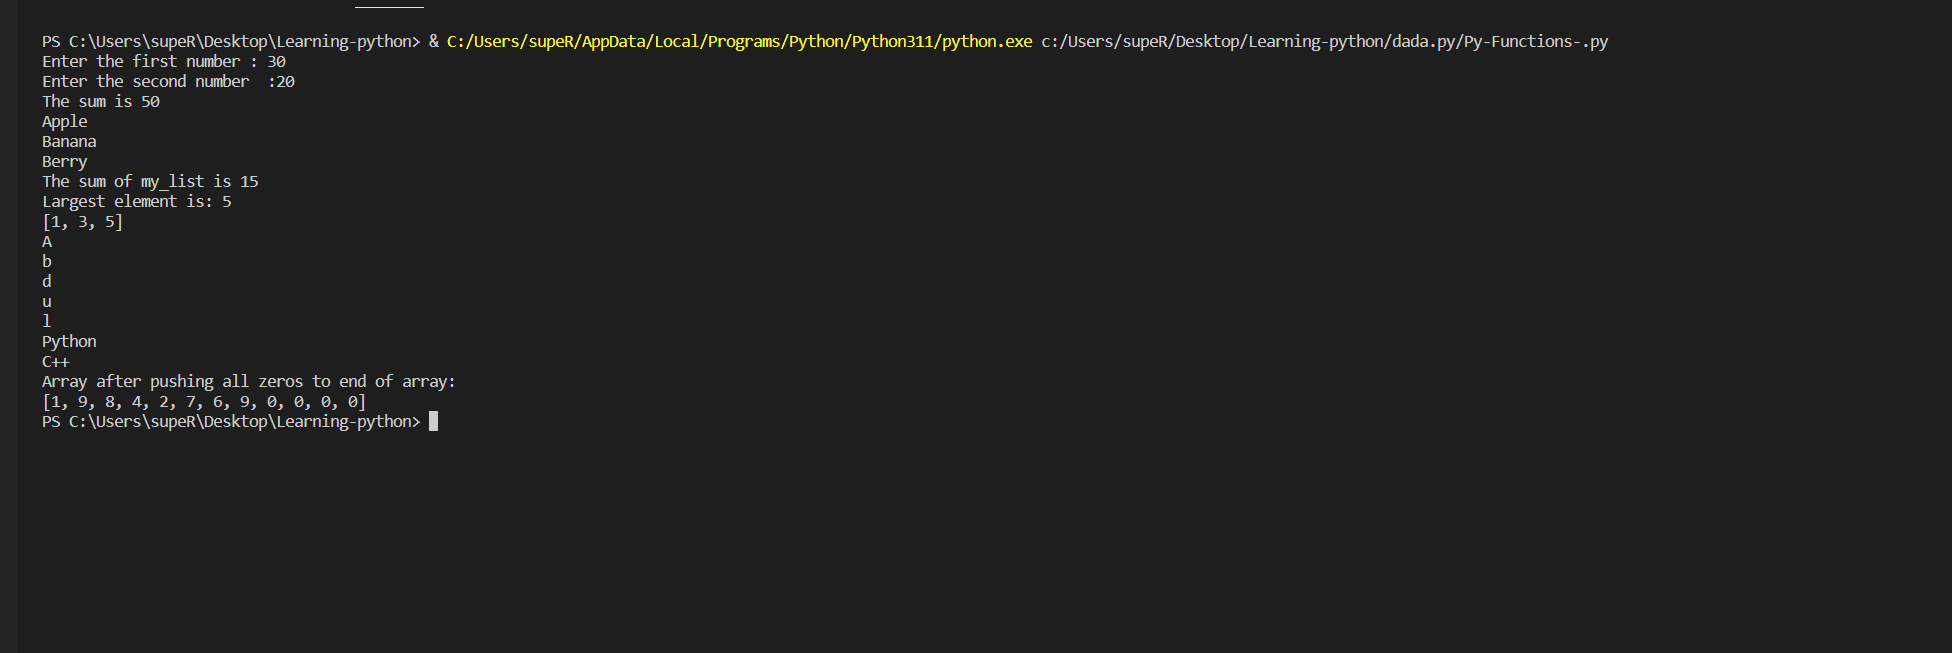 PS C:\Users\supeR\Desktop\Learning-python> & C:/Users/supeR/AppData/Local/Programs/Python/Python311/python.exe c:/Users/supeR/Desktop/Learning-python/dada.py/Py-Functions-.py
Enter the first number : 30
Enter the second number  :20
The sum is 50
Apple
Banana
Berry
The sum of my_list is 15
Largest element is: 5
[1, 3, 5]
A
b
d
u
l
Python
C++
Array after pushing all zeros to end of array:
[1, 9, 8, 4, 2, 7, 6, 9, 0, 0, 0, 0]
PS C:\Users\supeR\Desktop\Learning-python>